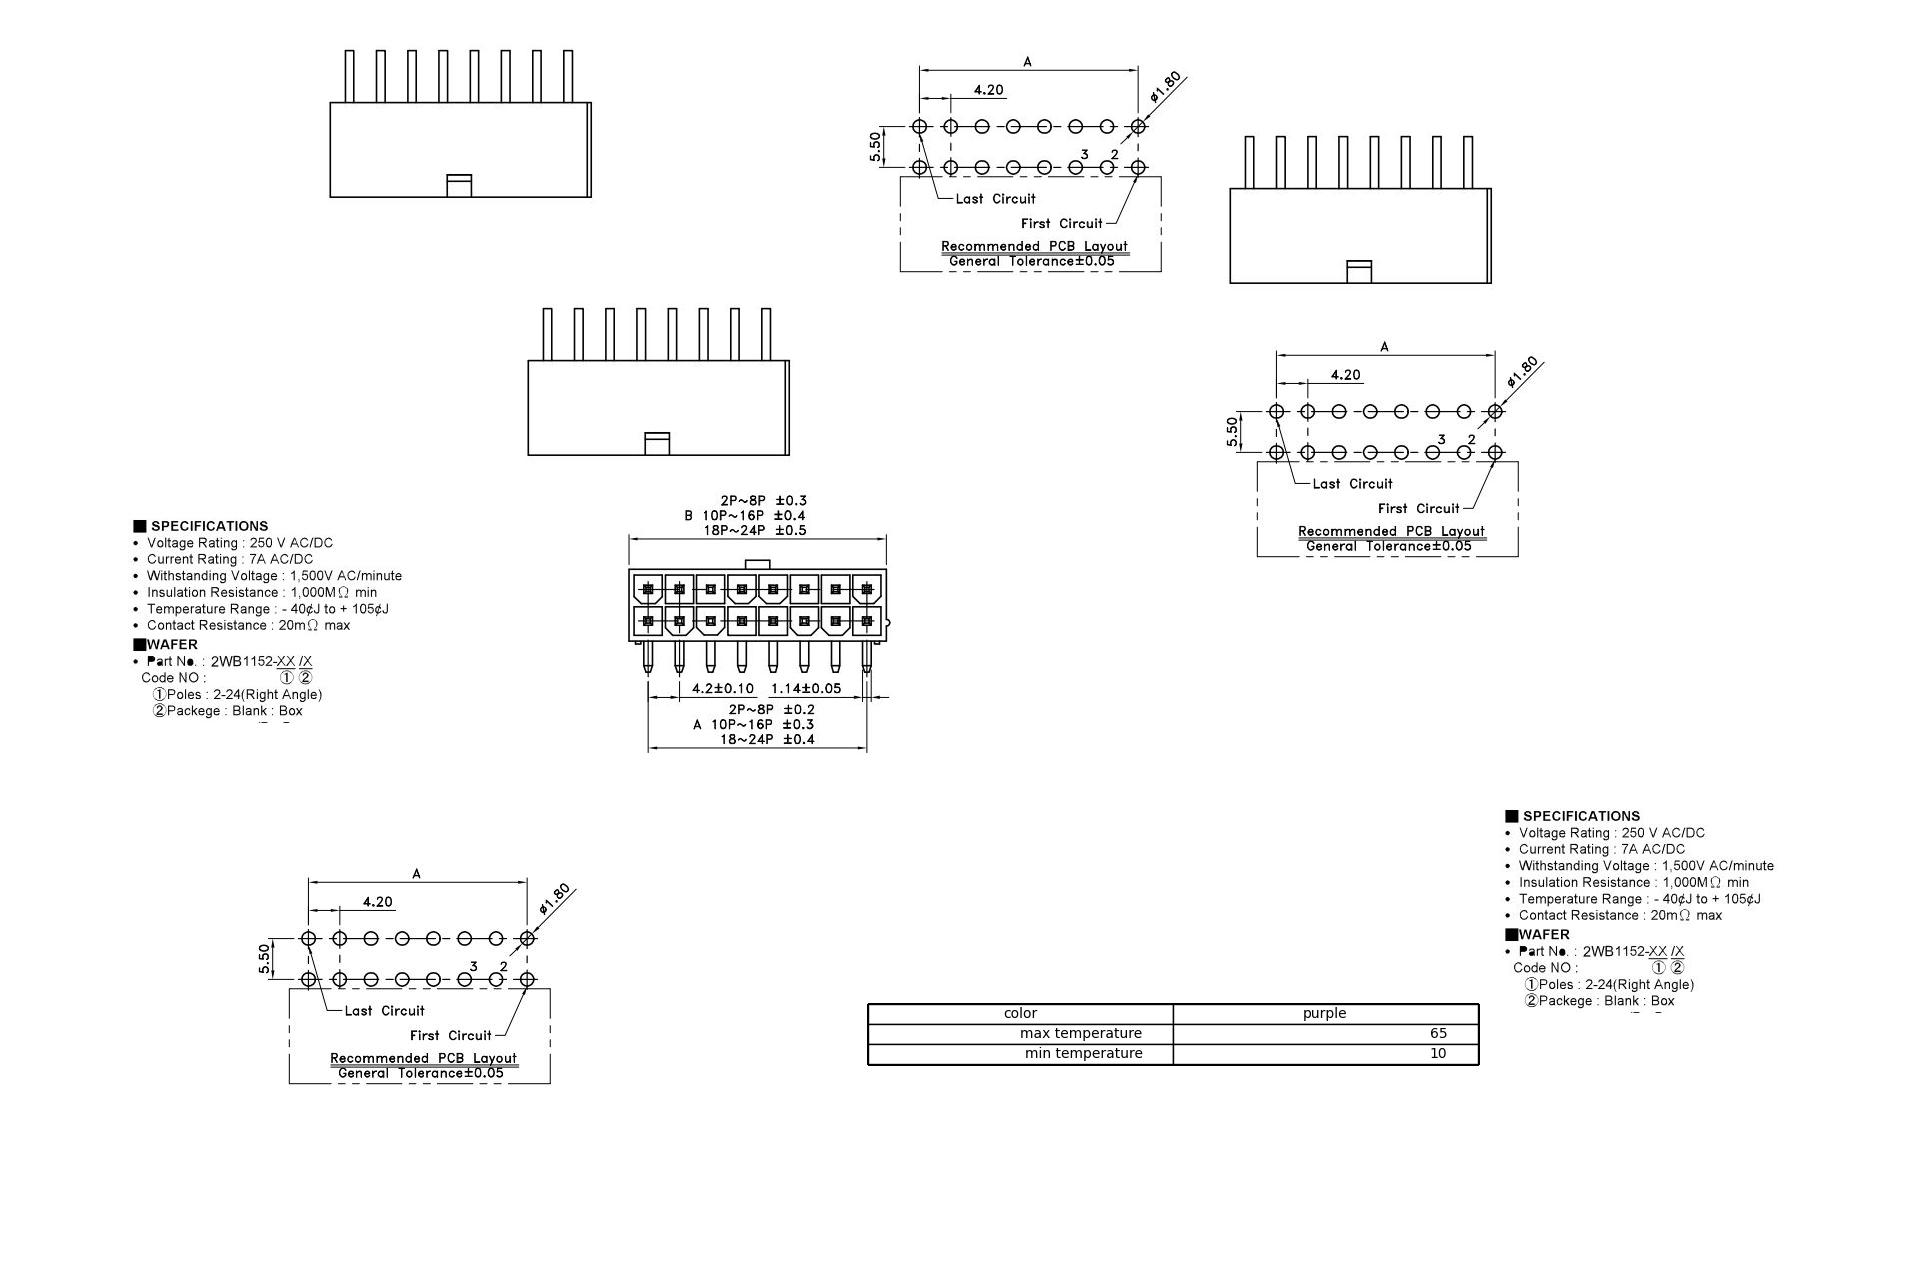 A
4.20
ø1.80
5.50
3 2
Last Circuit
First Circuit
Recommended PCB Layout
General Tolerance±0.05
A
4.20
ø1.80
5.50
3 2
Last Circuit
First Circuit
Recommended PCB Layout
General Tolerance±0.05
2P~8P ±0.3
B 10P~16P ±0.4
18P~24P ±0.5
4.2±0.10 1.14±0.05
2P~8P ±0.2
A 10P~16P ±0.3
18~24P ±0.4
■ SPECIFICATIONS
• Voltage Rating : 250 V AC/DC
• Current Rating : 7A AC/DC
• Withstanding Voltage : 1,500V AC/minute
• Insulation Resistance : 1,000MΩ min
• Temperature Range : - 40¢J to + 105¢J
• Contact Resistance : 20mΩ max
■WAFER
• Part No. : 2WB1152-XX /X
Code NO : ① ②
①Poles : 2-24(Right Angle)
②Packege : Blank : Box
■ SPECIFICATIONS
• Voltage Rating : 250 V AC/DC
• Current Rating : 7A AC/DC
• Withstanding Voltage : 1,500V AC/minute
• Insulation Resistance : 1,000MΩ min
• Temperature Range : - 40¢J to + 105¢J
• Contact Resistance : 20mΩ max
■WAFER
• Part No. : 2WB1152-XX /X
Code NO : ① ②
①Poles : 2-24(Right Angle)
②Packege : Blank : Box
A
4.20
ø1.80
5.50
3 2
Last Circuit
First Circuit
Recommended PCB Layout
General Tolerance±0.05
color purple
max temperature 65
min temperature 10